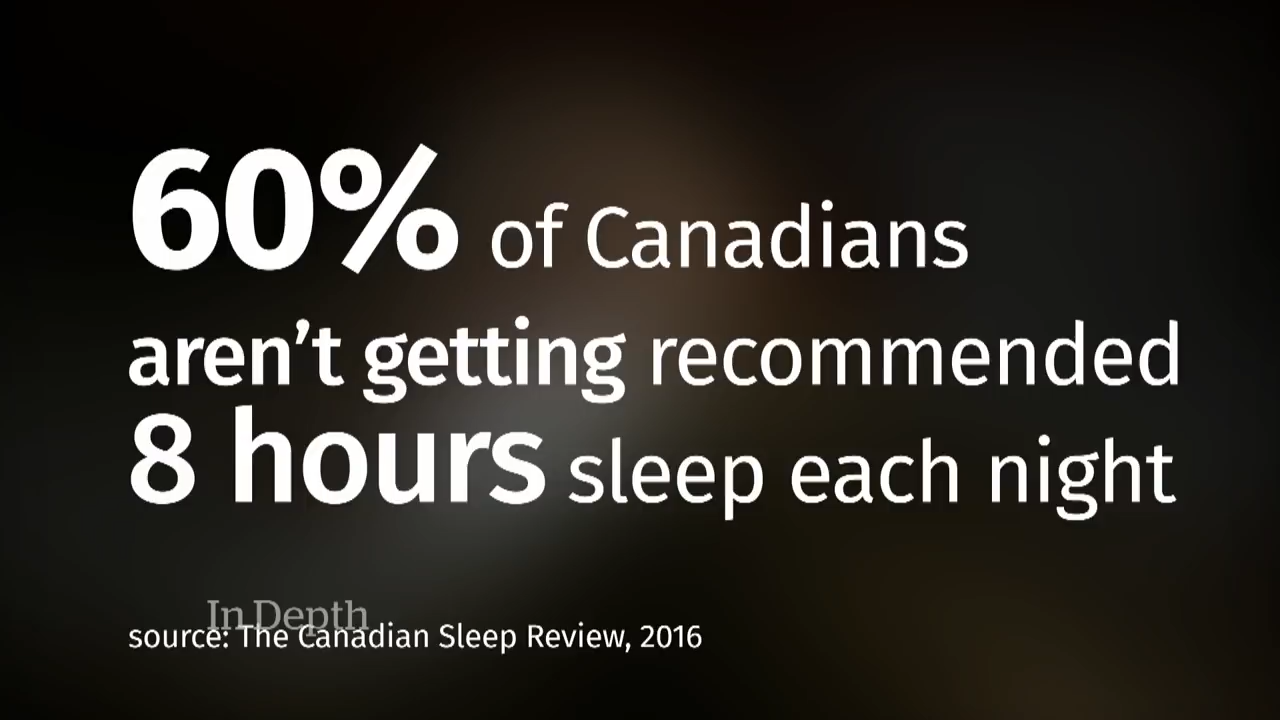 60% of Canadians
aren’t getting recommended
8 hours sleep each night
In Depth
source: The Canadian Sleep Review, 2016